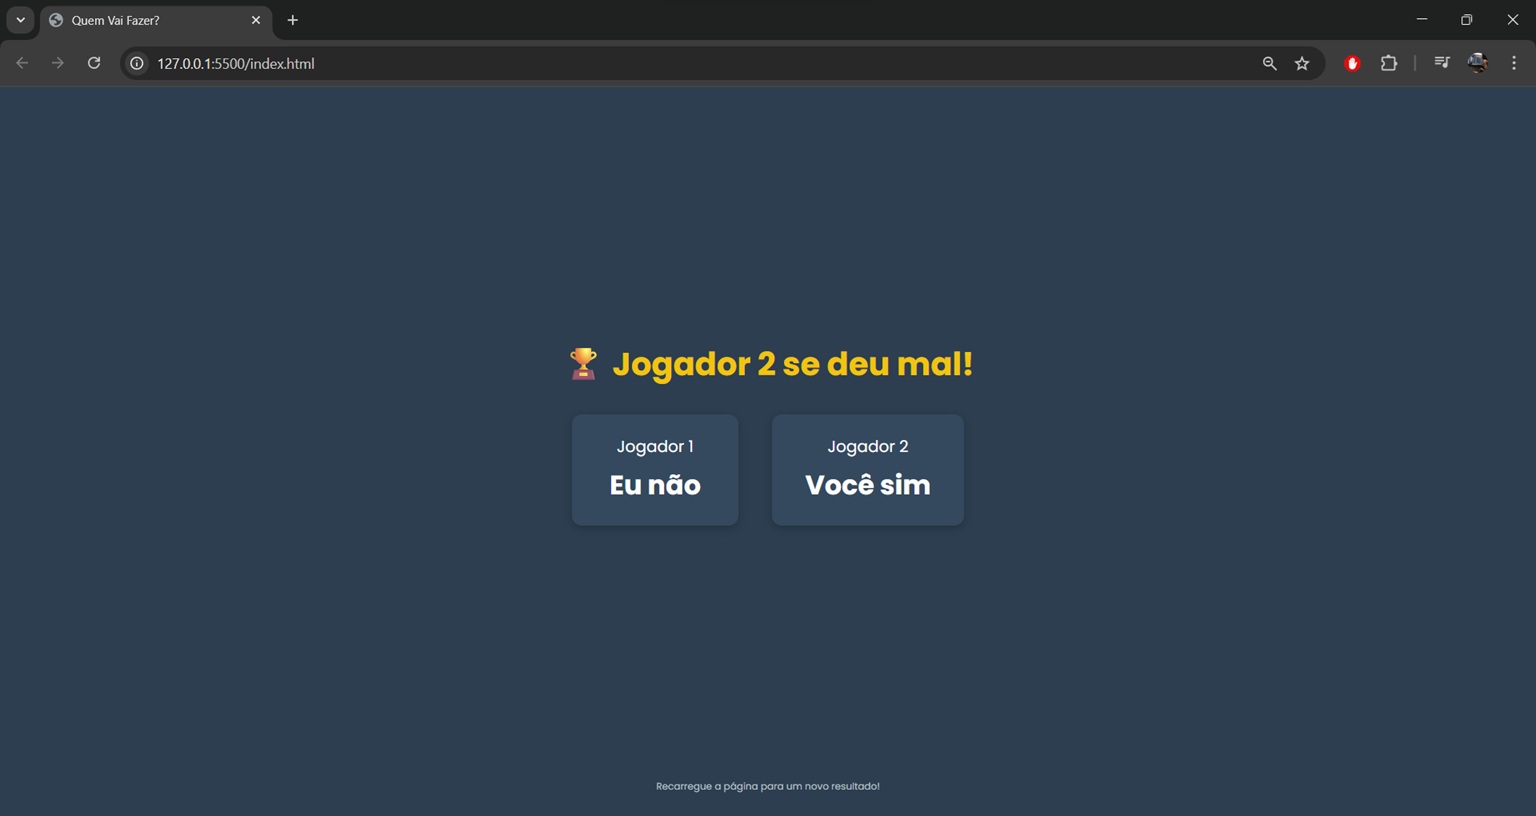 Quem Vai Fazer?
127.0.0.1:5500/index.html
🏆 Jogador 2 se deu mal!
Jogador 1
Eu não
Jogador 2
Você sim
Recarregue a página para um novo resultado!